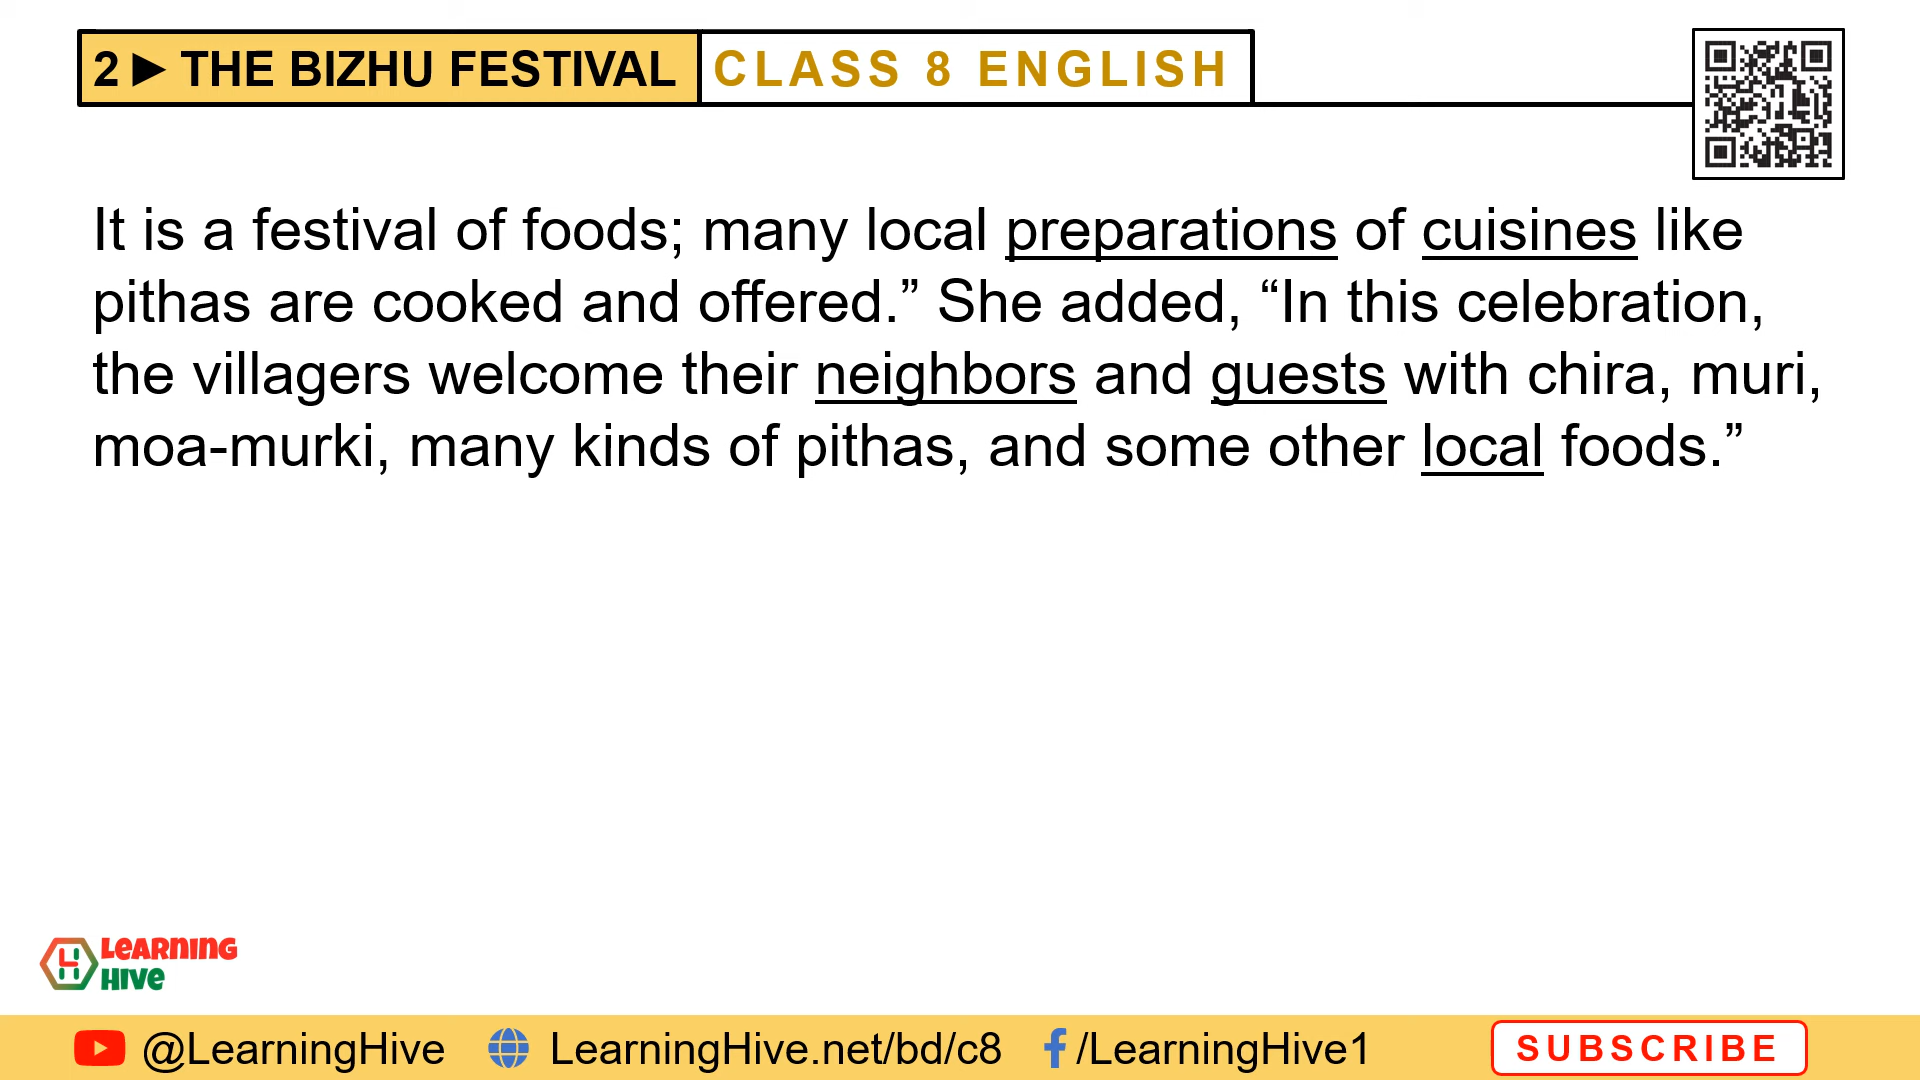 2 ► THE BIZHU FESTIVAL CLASS 8 ENGLISH
It is a festival of foods; many local preparations of cuisines like
pithas are cooked and offered.” She added, “In this celebration,
the villagers welcome their neighbors and guests with chira, muri,
moa-murki, many kinds of pithas, and some other local foods.”
LEARNING
HIVE
@LearningHive LearningHive.net/bd/c8 /LearningHive1 SUBSCRIBE